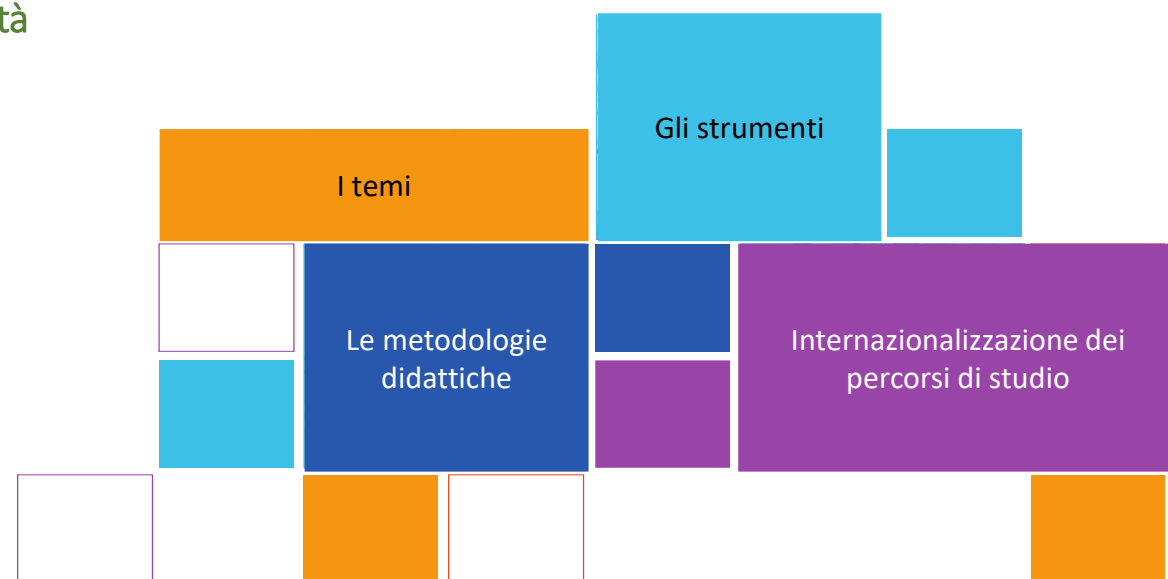 tà
Gli strumenti
I temi
Le metodologie
didattiche
Internazionalizzazione dei
percorsi di studio